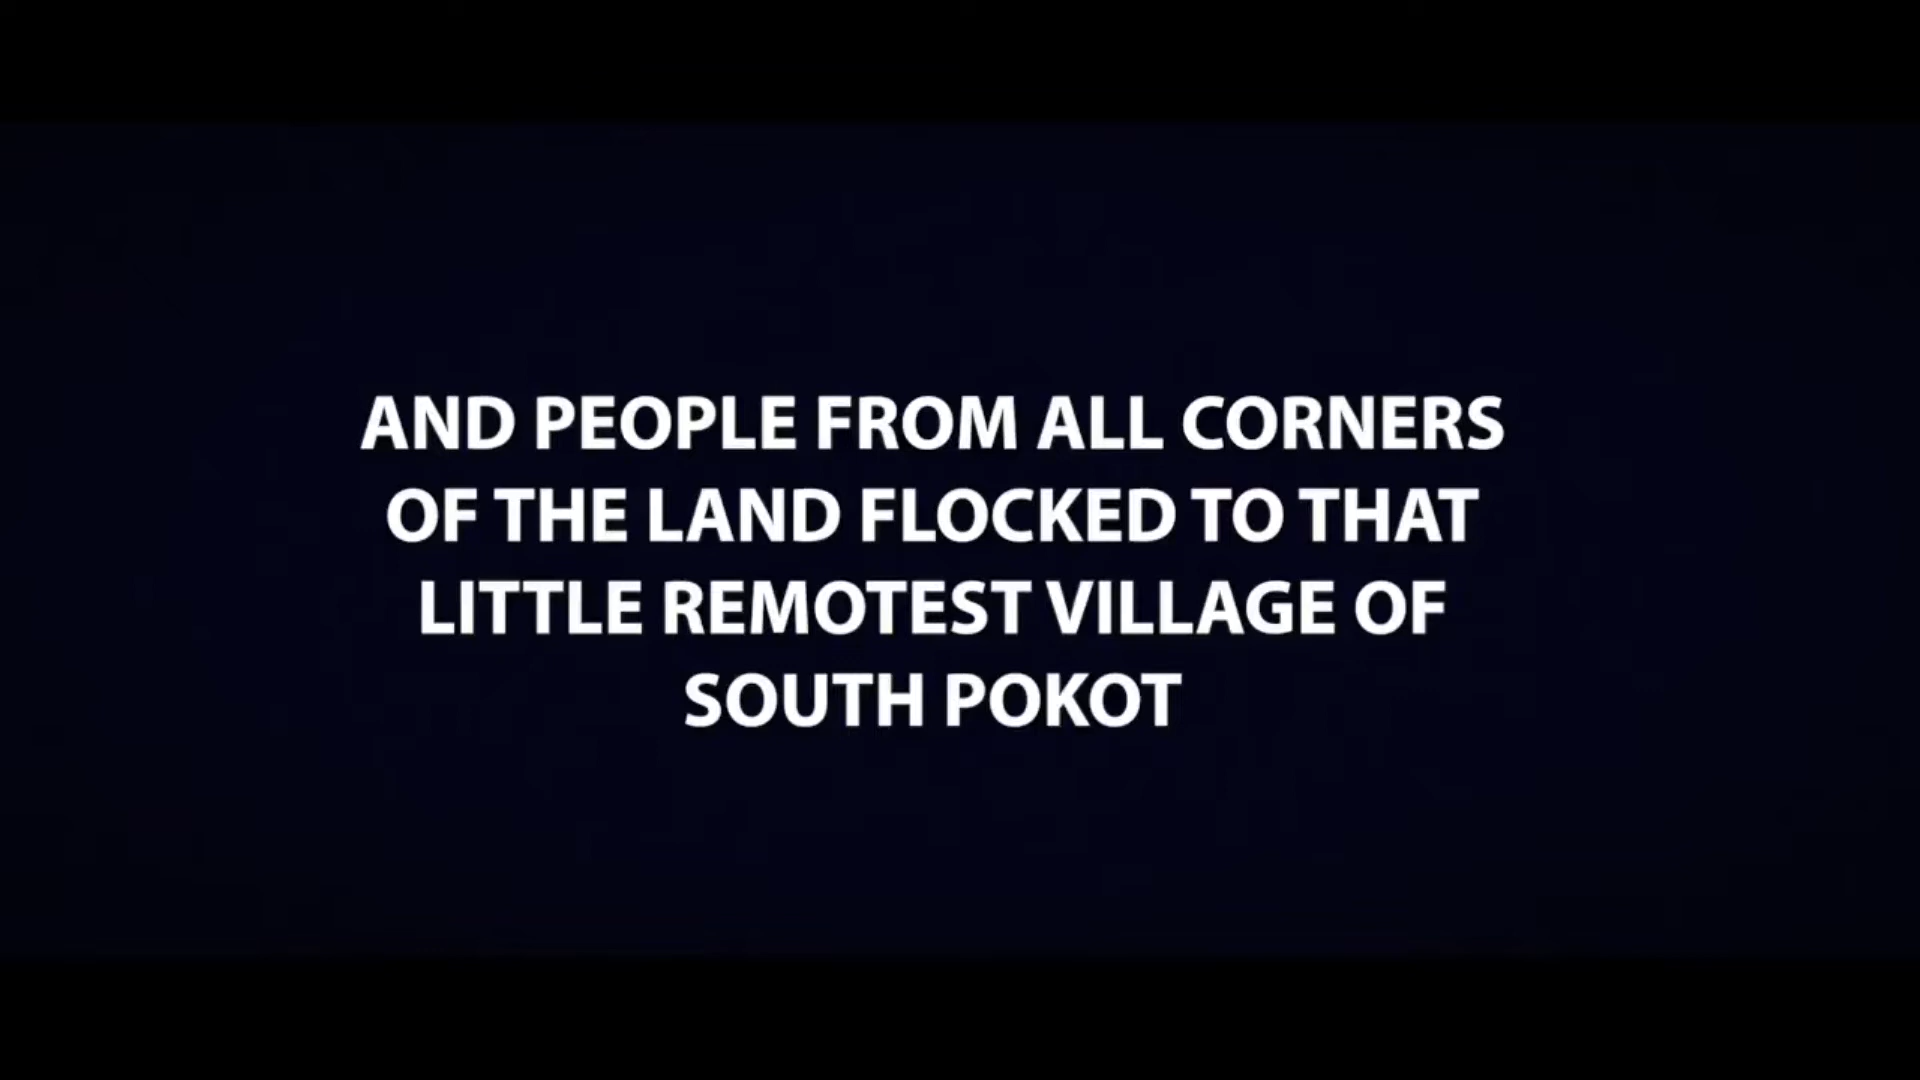 AND PEOPLE FROM ALL CORNERS
OF THE LAND FLOCKED TO THAT
LITTLE REMOTEST VILLAGE OF
SOUTH POKOT